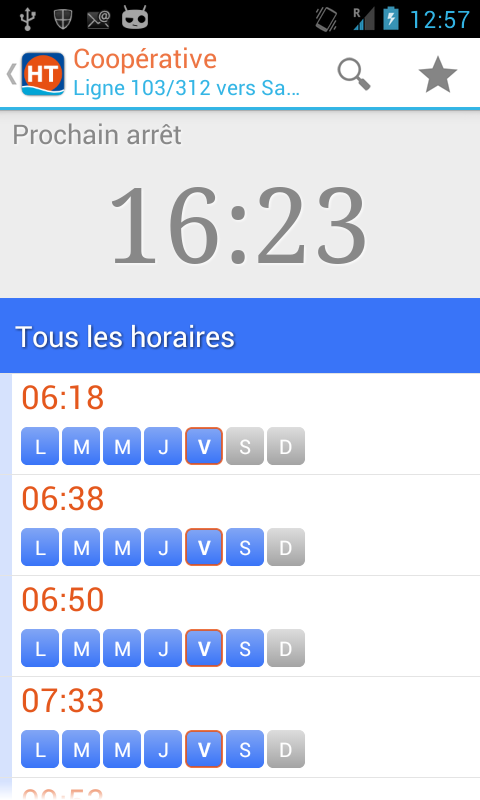 R
12:57
HT
Coopérative
Ligne 103/312 vers Sa...
Prochain arrêt
16:23
Tous les horaires
06:18
L M M J V S D
06:38
L M M J V S D
06:50
L M M J V S D
07:33
L M M J V S D